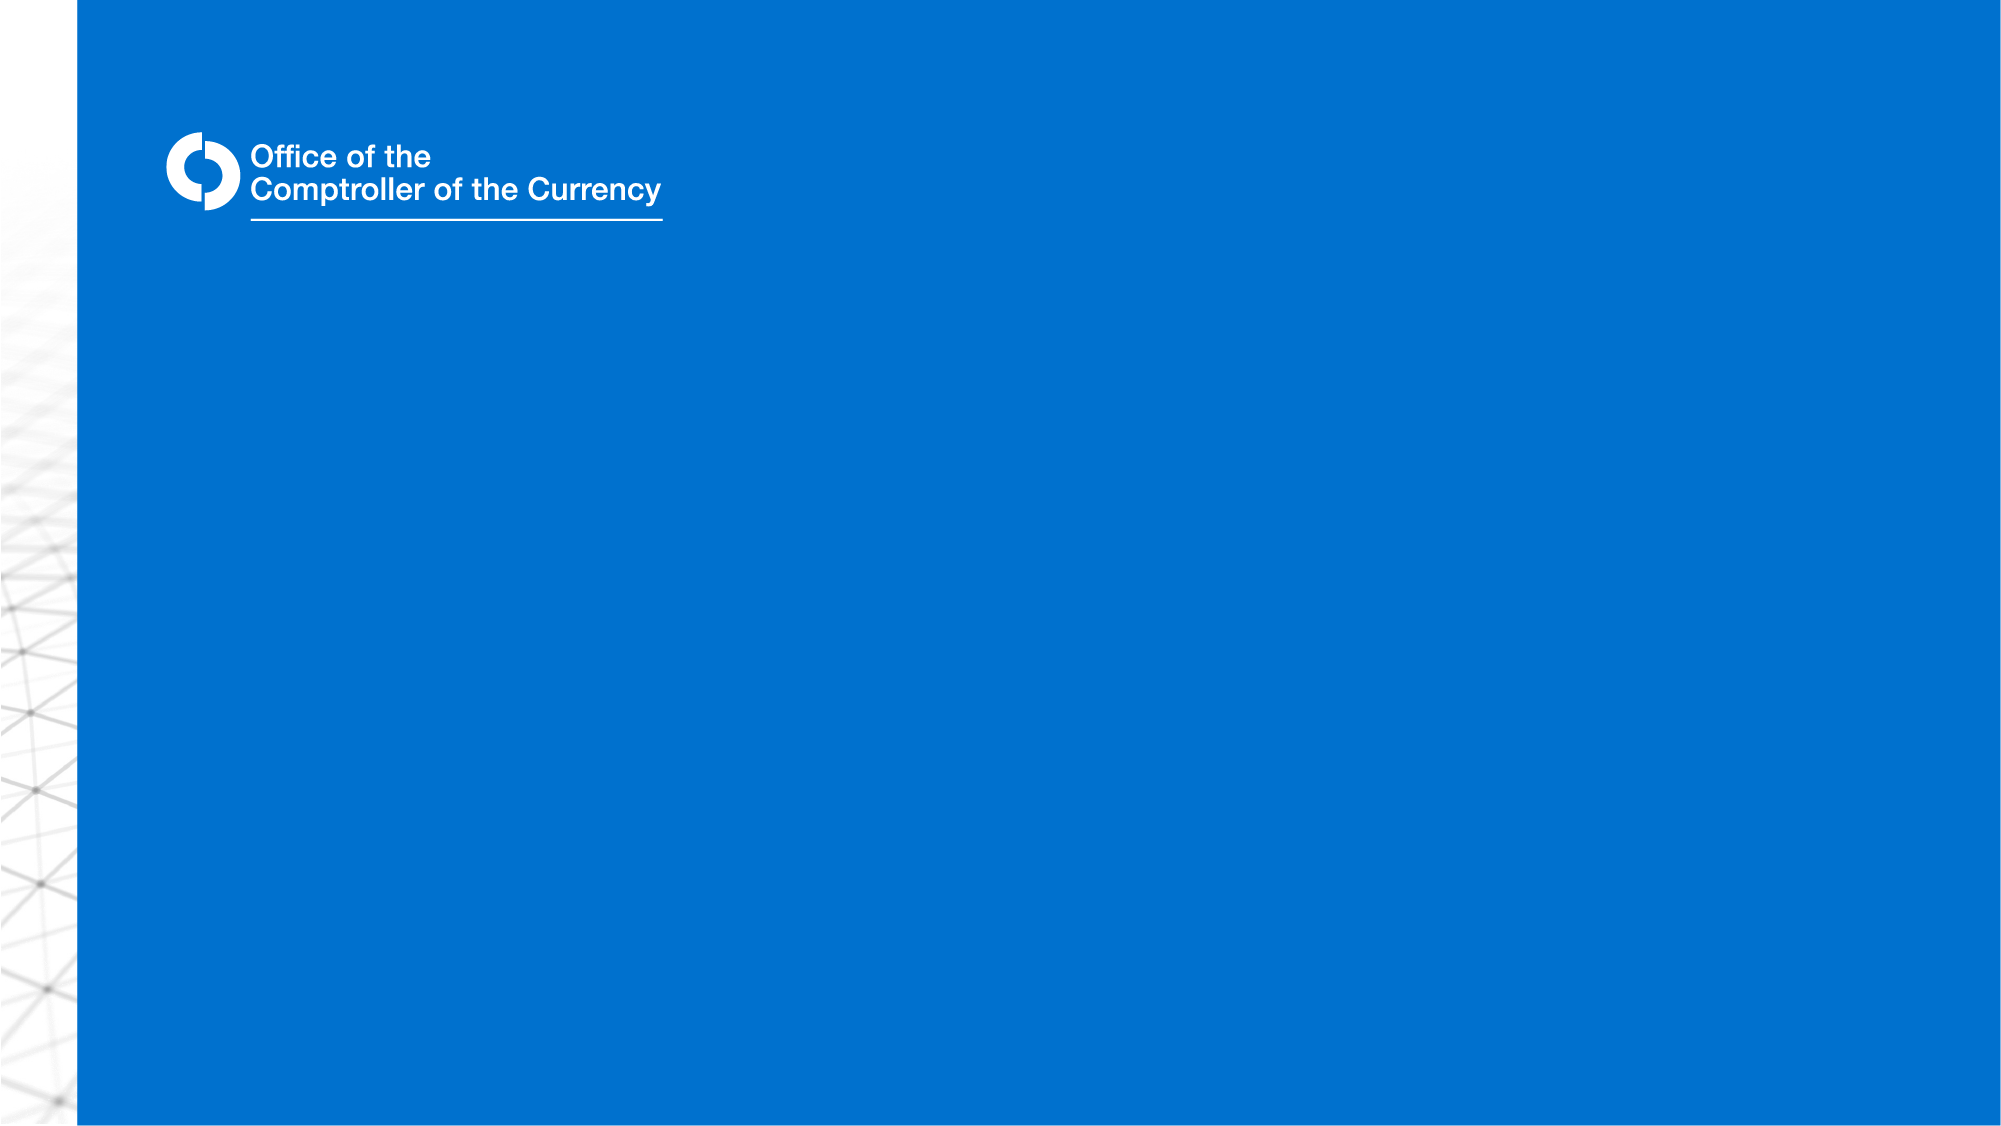 Office of the
Comptroller of the Currency